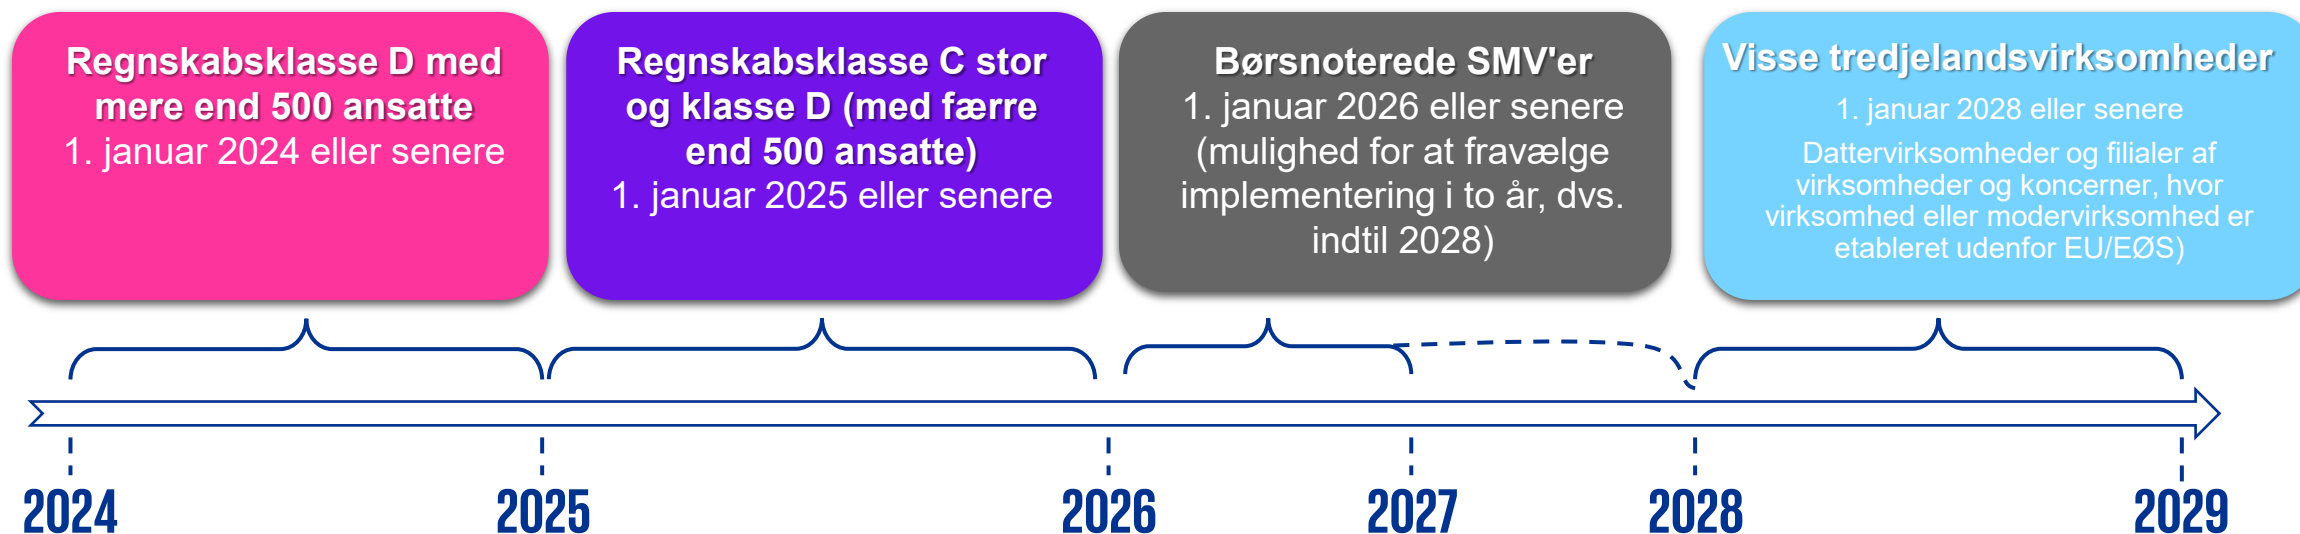 Regnskabsklasse D med
mere end 500 ansatte
1. januar 2024 eller senere
Regnskabsklasse C stor
og klasse D (med færre
end 500 ansatte)
1. januar 2025 eller senere
Børsnoterede SMV'er
1. januar 2026 eller senere
(mulighed for at fravælge
implementering i to år, dvs.
indtil 2028)
Visse tredjelandsvirksomheder
1. januar 2028 eller senere
Dattervirksomheder og filialer af
virksomheder og koncerner, hvor
virksomhed eller modervirksomhed er
etableret udenfor EU/EØS)
2024
2025
2026
2027
2028
2029